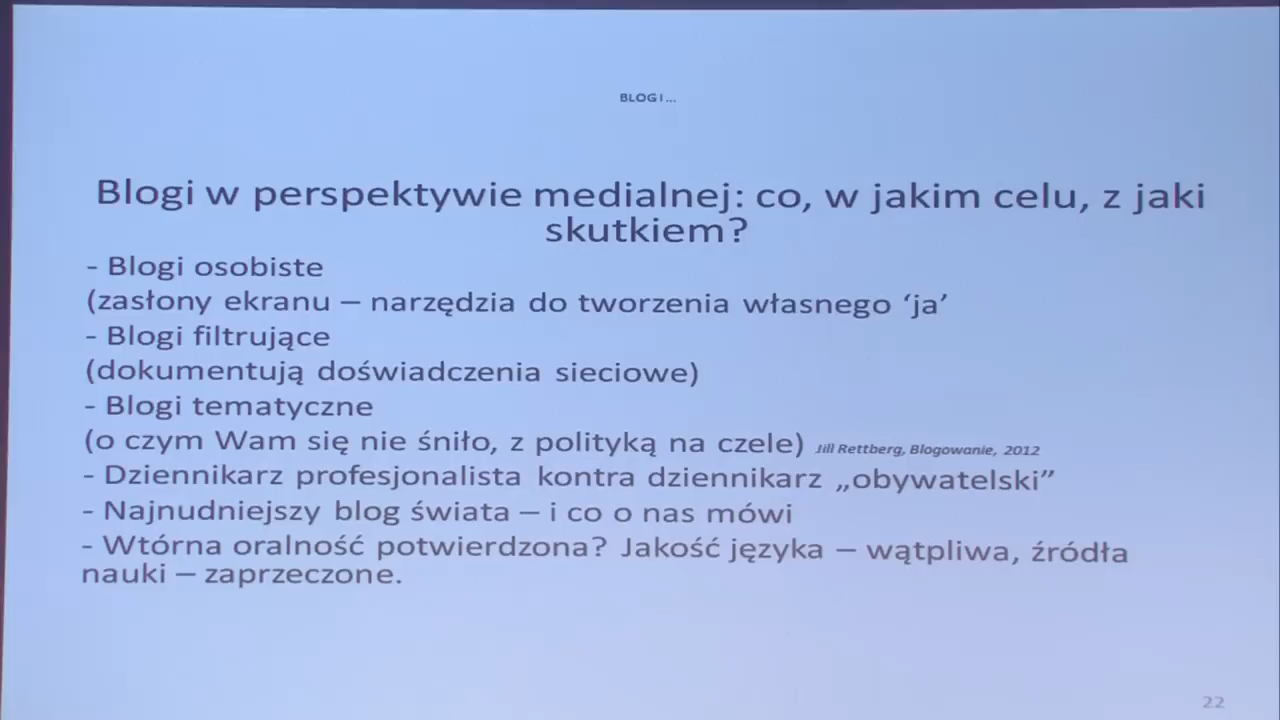 BLOGI...
Blogi w perspektywie medialnej: co, w jakim celu, z jaki
skutkiem?
- Blogi osobiste
(zasłony ekranu – narzędzia do tworzenia własnego ‘ja’
- Blogi filtrujące
(dokumentują doświadczenia sieciowe)
- Blogi tematyczne
(o czym Wam się nie śniło, z polityką na czele) Jill Rettberg, Blogowanie, 2012
- Dziennikarz profesjonalista kontra dziennikarz „obywatelski”
- Najnudniejszy blog świata – i co o nas mówi
- Wtórna oralność potwierdzona? Jakość języka – wątpliwa, źródła
nauki – zaprzeczone.
22